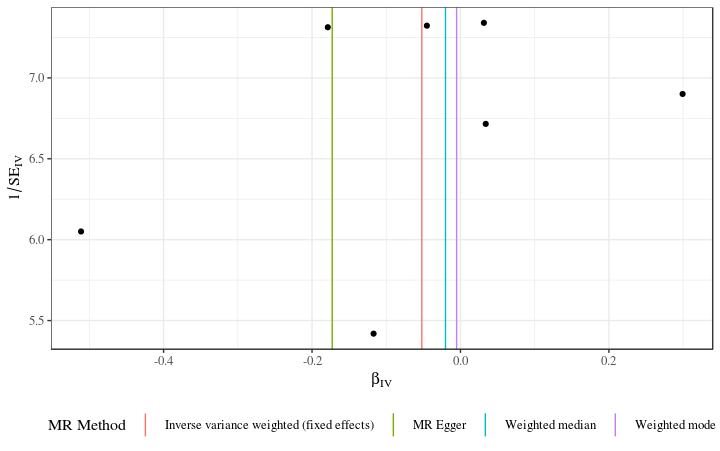 7.0
6.5
6.0
5.5
1/SE_IV
-0.4 -0.2 0.0 0.2
β_IV
MR Method Inverse variance weighted (fixed effects) MR Egger Weighted median Weighted mode